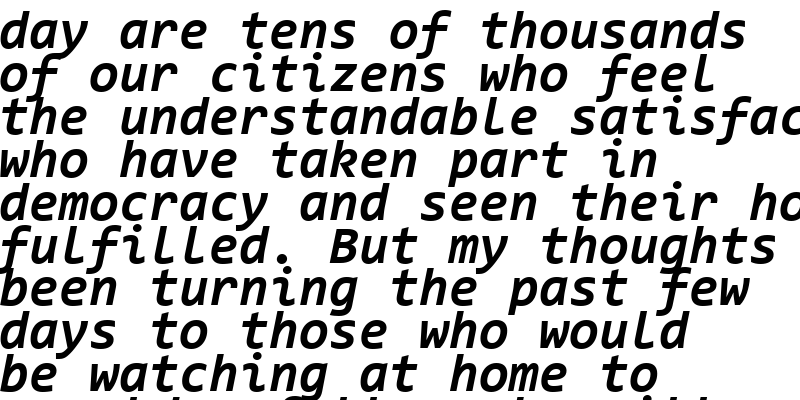 day are tens of thousands
of our citizens who feel
the understandable
who have taken part in
democracy and seen their
fulfilled. But my thoughts
been turning the past few
days to those who would
be watching at home to